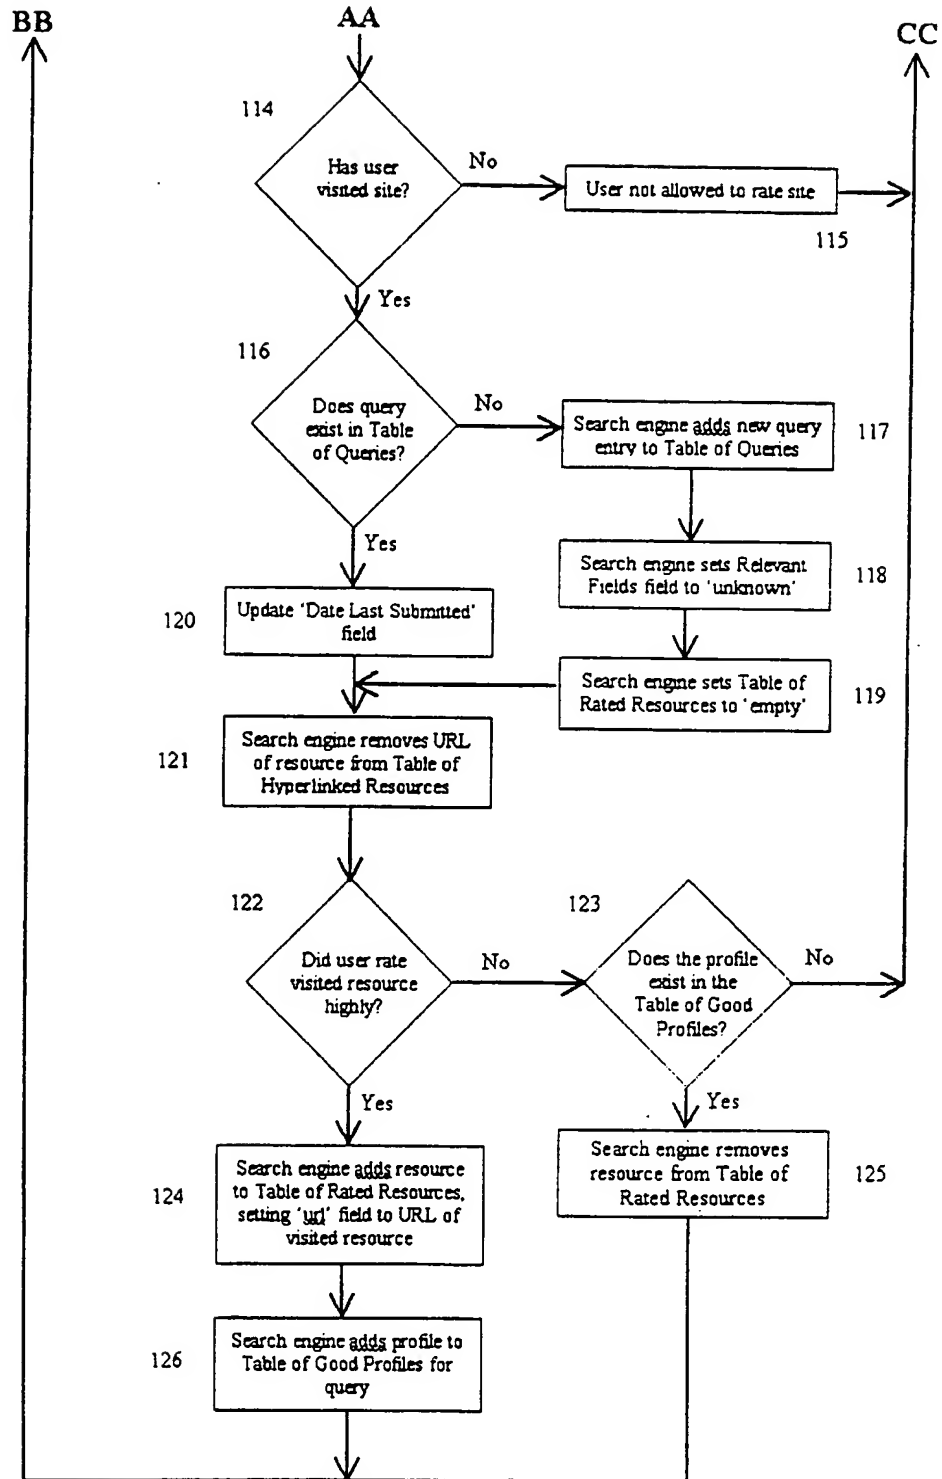 BB
AA
CC
114
Has user
visited site?
No
User not allowed to rate site
115
Yes
116
Does query
exist in Table
of Queries?
No
Search engine adds new query
entry to Table of Queries
117
Yes
Search engine sets Relevant
Fields field to 'unknown'
118
120
Update 'Date Last Submitted'
field
Search engine sets Table of
Rated Resources to 'empty'
119
121
Search engine removes URL
of resource from Table of
Hyperlinked Resources
122
Did user rate
visited resource
highly?
No
123
Does the profile
exist in the
Table of Good
Profiles?
No
Yes
Yes
124
Search engine adds resource
to Table of Rated Resources,
setting 'url' field to URL of
visited resource
Search engine removes
resource from Table of
Rated Resources
125
126
Search engine adds profile to
Table of Good Profiles for
query